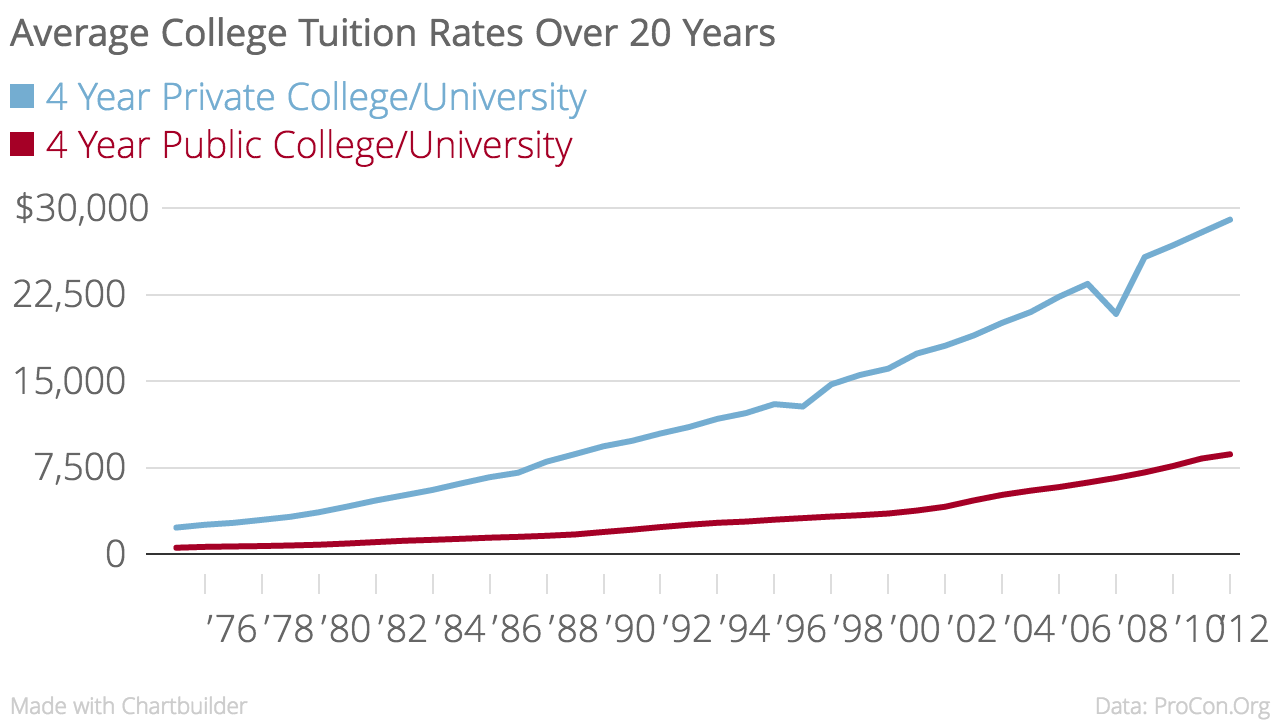 Average College Tuition Rates Over 20 Years
4 Year Private College/University
4 Year Public College/University
$30,000
22,500
15,000
7,500
0
’76 ’78 ’80 ’82 ’84 ’86 ’88 ’90 ’92 ’94 ’96 ’98 ’00 ’02 ’04 ’06 ’08 ’10 ’12
Made with Chartbuilder
Data: ProCon.Org